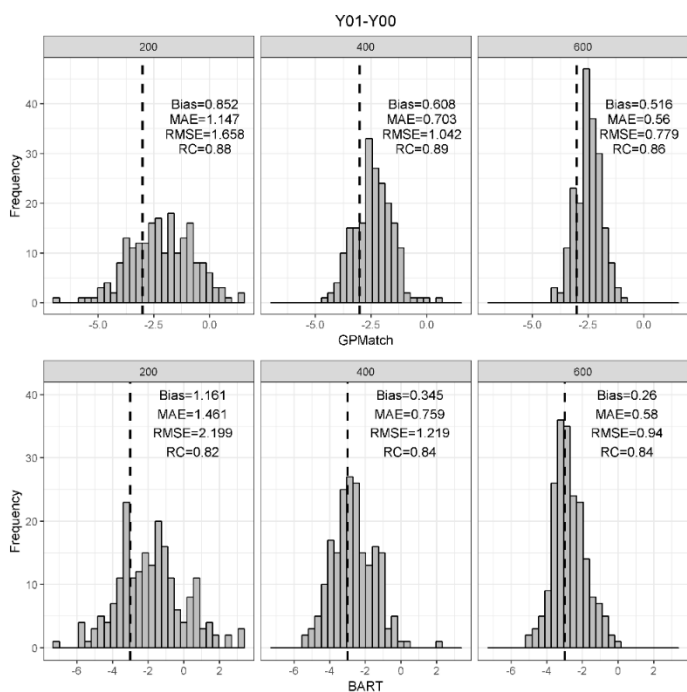 Y01-Y00
200
400
600
Bias=0.852
MAE=1.147
RMSE=1.658
RC=0.88
Bias=0.608
MAE=0.703
RMSE=1.042
RC=0.89
Bias=0.516
MAE=0.56
RMSE=0.779
RC=0.86
Frequency
40
30
20
10
0
-5.0
-2.5
0.0
-5.0
-2.5
0.0
-5.0
-2.5
0.0
GPMatch
200
400
600
Bias=1.161
MAE=1.461
RMSE=2.199
RC=0.82
Bias=0.345
MAE=0.759
RMSE=1.219
RC=0.84
Bias=0.26
MAE=0.58
RMSE=0.94
RC=0.84
Frequency
40
30
20
10
0
-6
-4
-2
0
2
-6
-4
-2
0
2
-6
-4
-2
0
2
BART